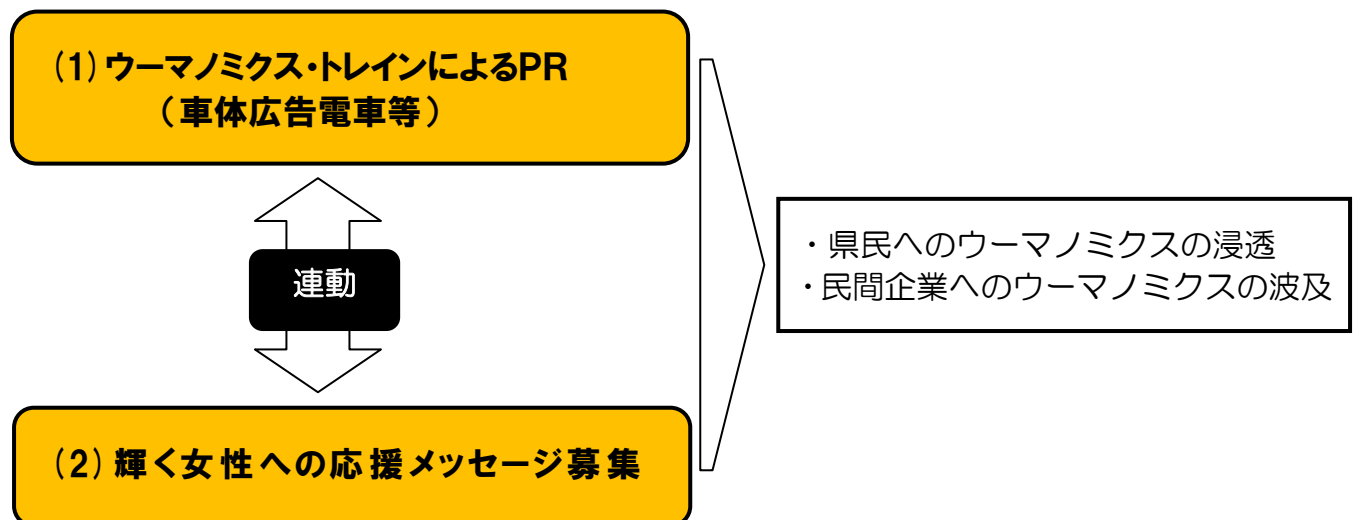 (1)ウーマノミクス・トレインによるPR
（車体広告電車等）
連動
(2)輝く女性への応援メッセージ募集
・県民へのウーマノミクスの浸透
・民間企業へのウーマノミクスの波及